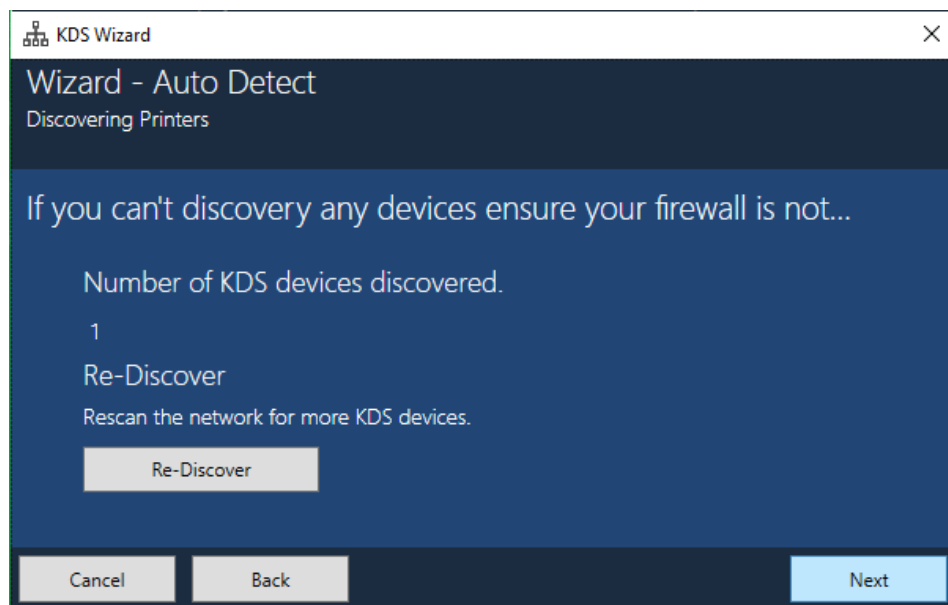 KDS Wizard
Wizard - Auto Detect
Discovering Printers
If you can't discovery any devices ensure your firewall is not...
Number of KDS devices discovered.
1
Re-Discover
Rescan the network for more KDS devices.
Re-Discover
Cancel Back Next